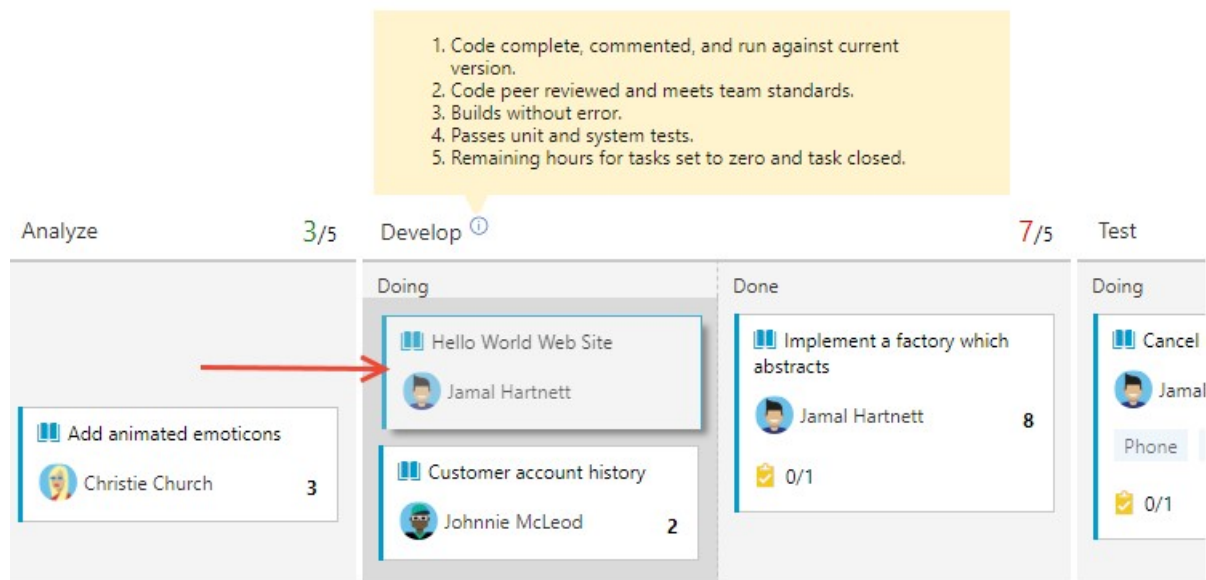 1. Code complete, commented, and run against current
version.
2. Code peer reviewed and meets team standards.
3. Builds without error.
4. Passes unit and system tests.
5. Remaining hours for tasks set to zero and task closed.
Analyze 3/5
Develop 7/5
Test
Doing
Done
Doing
Hello World Web Site
Jamal Hartnett
Add animated emoticons
Christie Church 3
Customer account history
Johnnie McLeod 2
Implement a factory which
abstracts
Jamal Hartnett 8
0/1
Cancel
Jamal
Phone
0/1